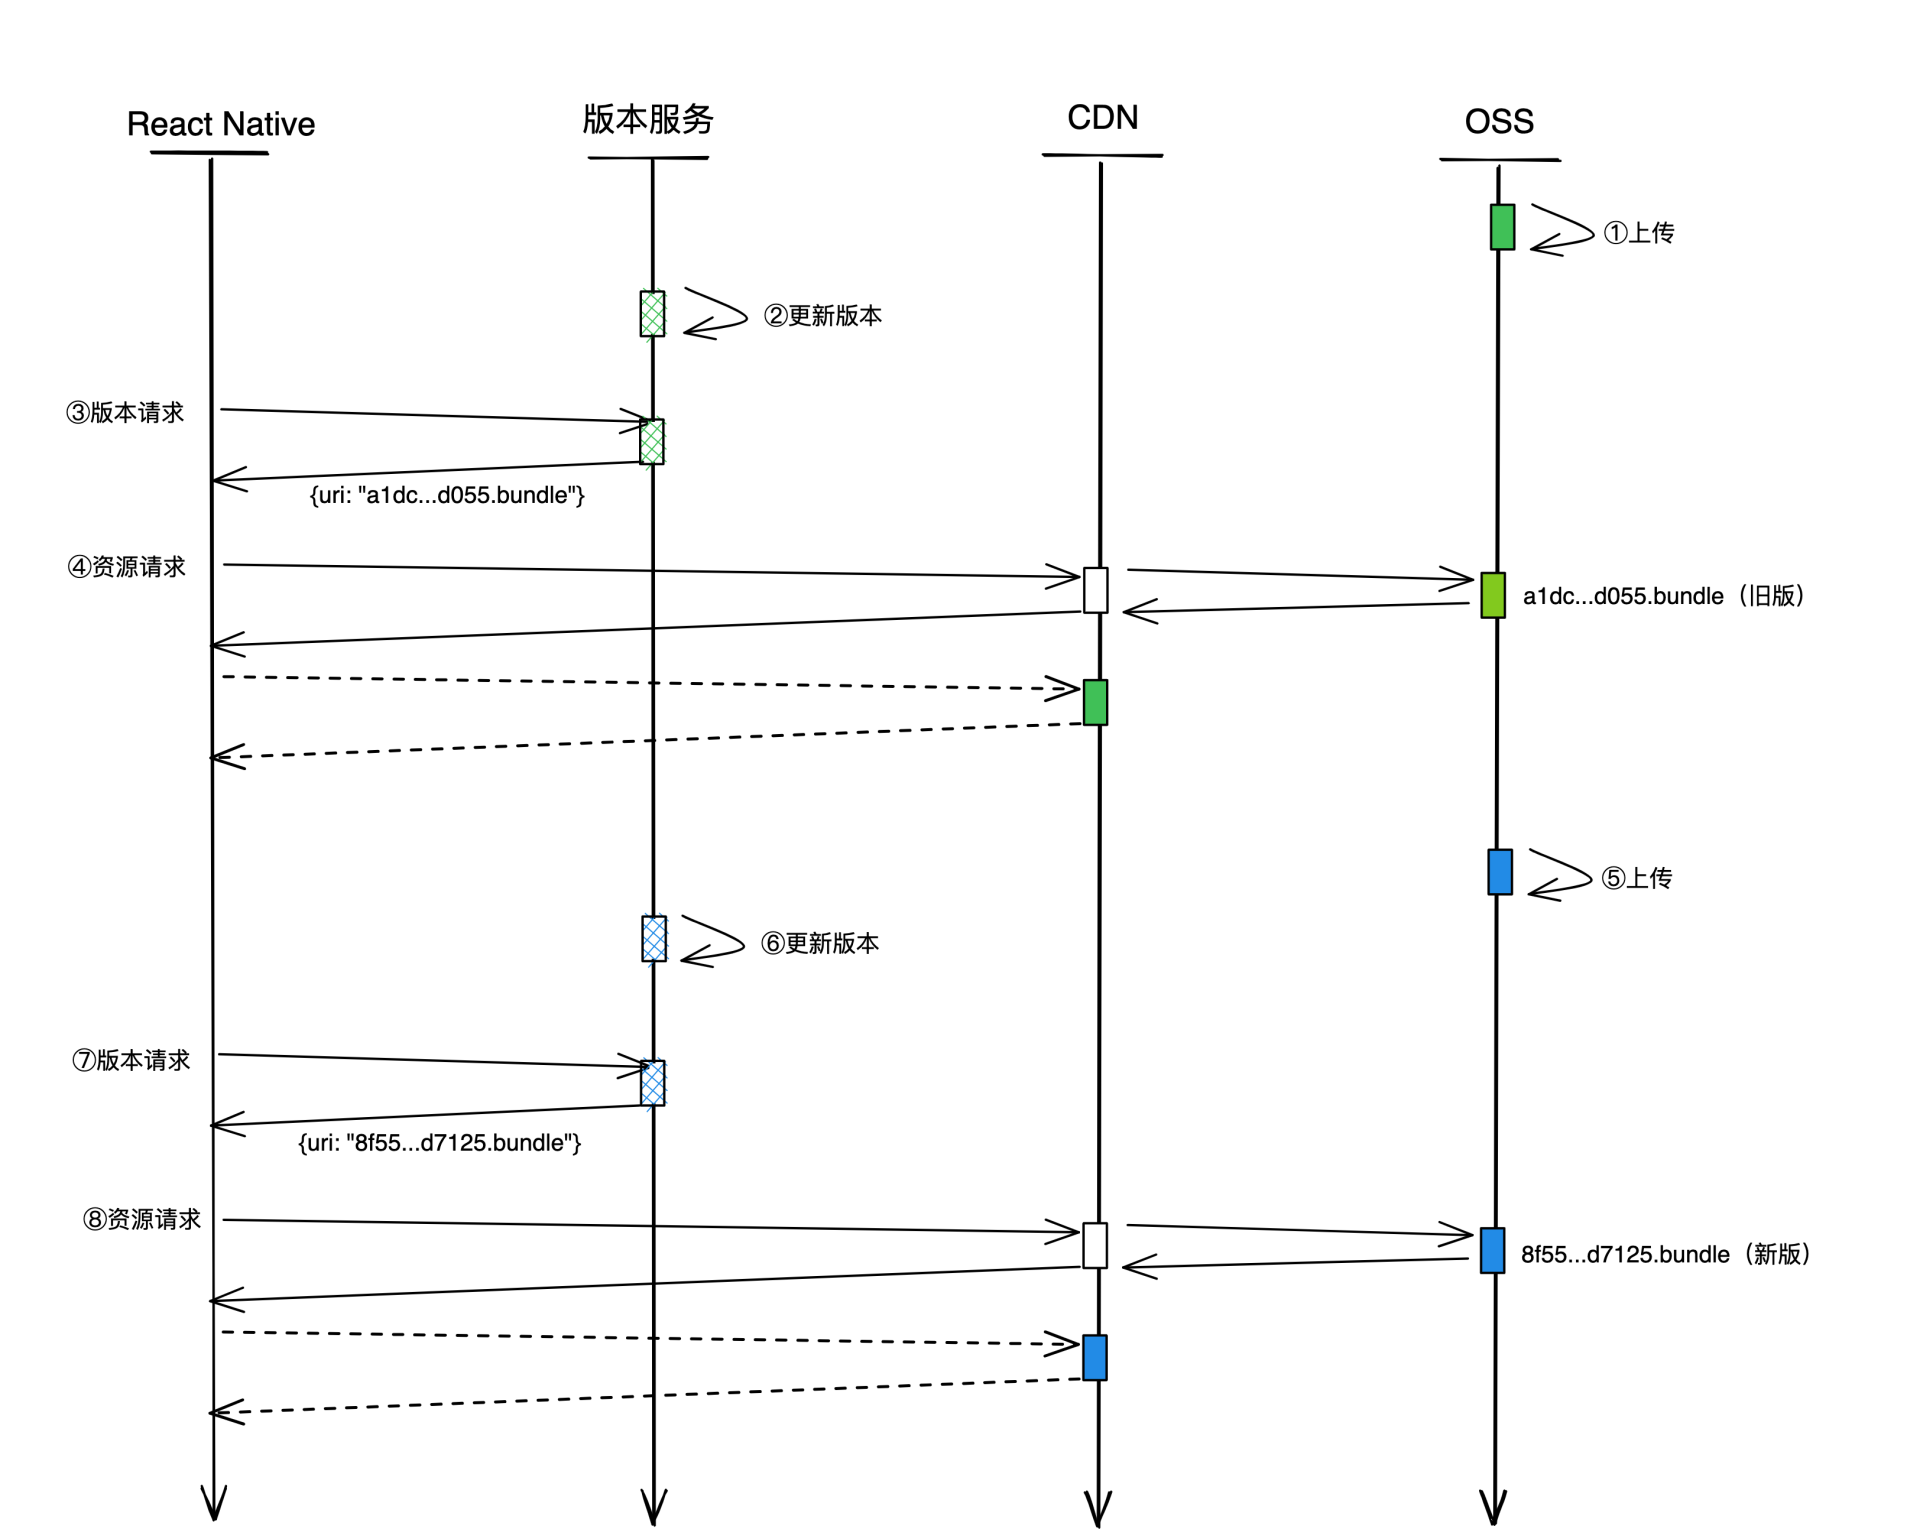 React Native
版本服务
CDN
OSS
①上传
②更新版本
③版本请求
{uri: "a1dc...d055.bundle"}
④资源请求
a1dc...d055.bundle（旧版）
⑤上传
⑥更新版本
⑦版本请求
{uri: "8f55...d7125.bundle"}
⑧资源请求
8f55...d7125.bundle（新版）